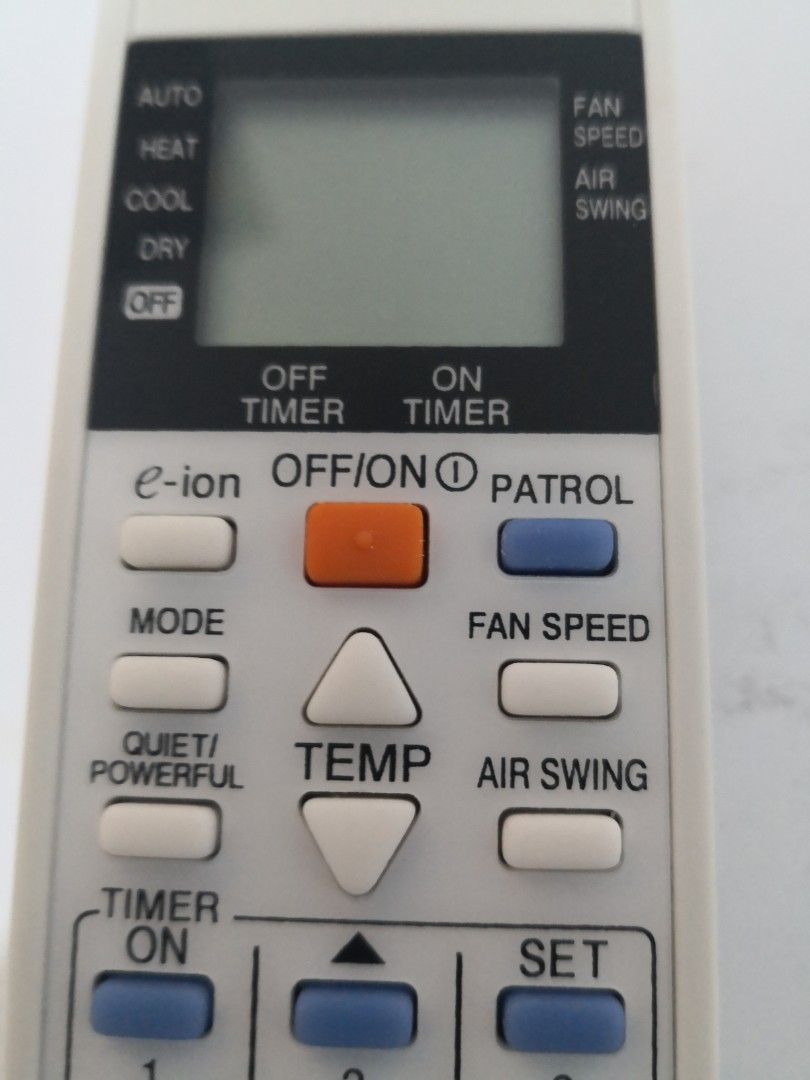 AUTO
HEAT
COOL
DRY
OFF
FAN
SPEED
AIR
SWING
OFF
TIMER
ON
TIMER
e-ion
OFF/ON
PATROL
MODE
FAN SPEED
QUIET/
POWERFUL
TEMP
AIR SWING
TIMER
ON
▲
SET
1